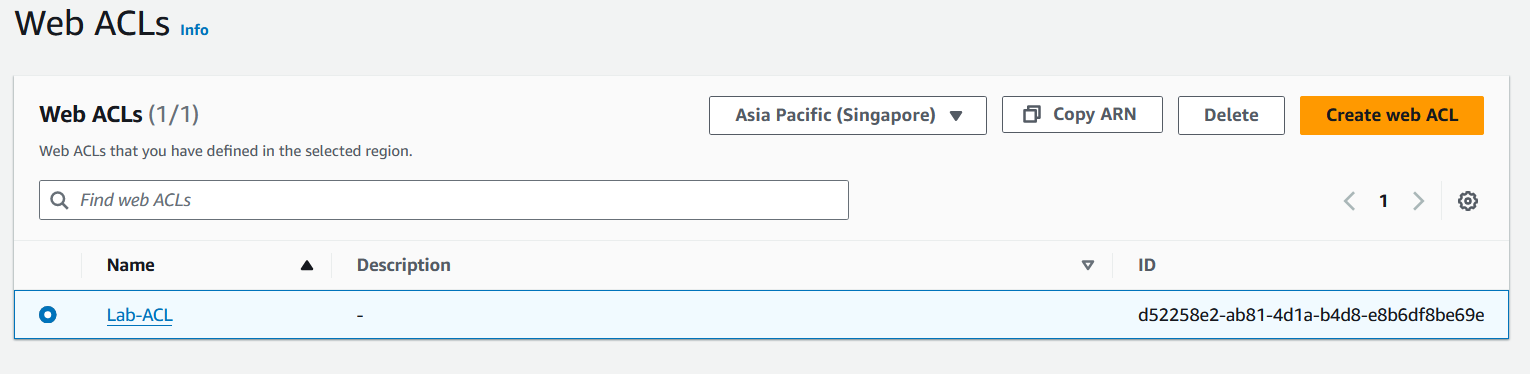 Web ACLs Info
Web ACLs (1/1)
Asia Pacific (Singapore)
Copy ARN
Delete
Create web ACL
Web ACLs that you have defined in the selected region.
Find web ACLs
1
Name
Description
ID
Lab-ACL
-
d52258e2-ab81-4d1a-b4d8-e8b6df8be69e